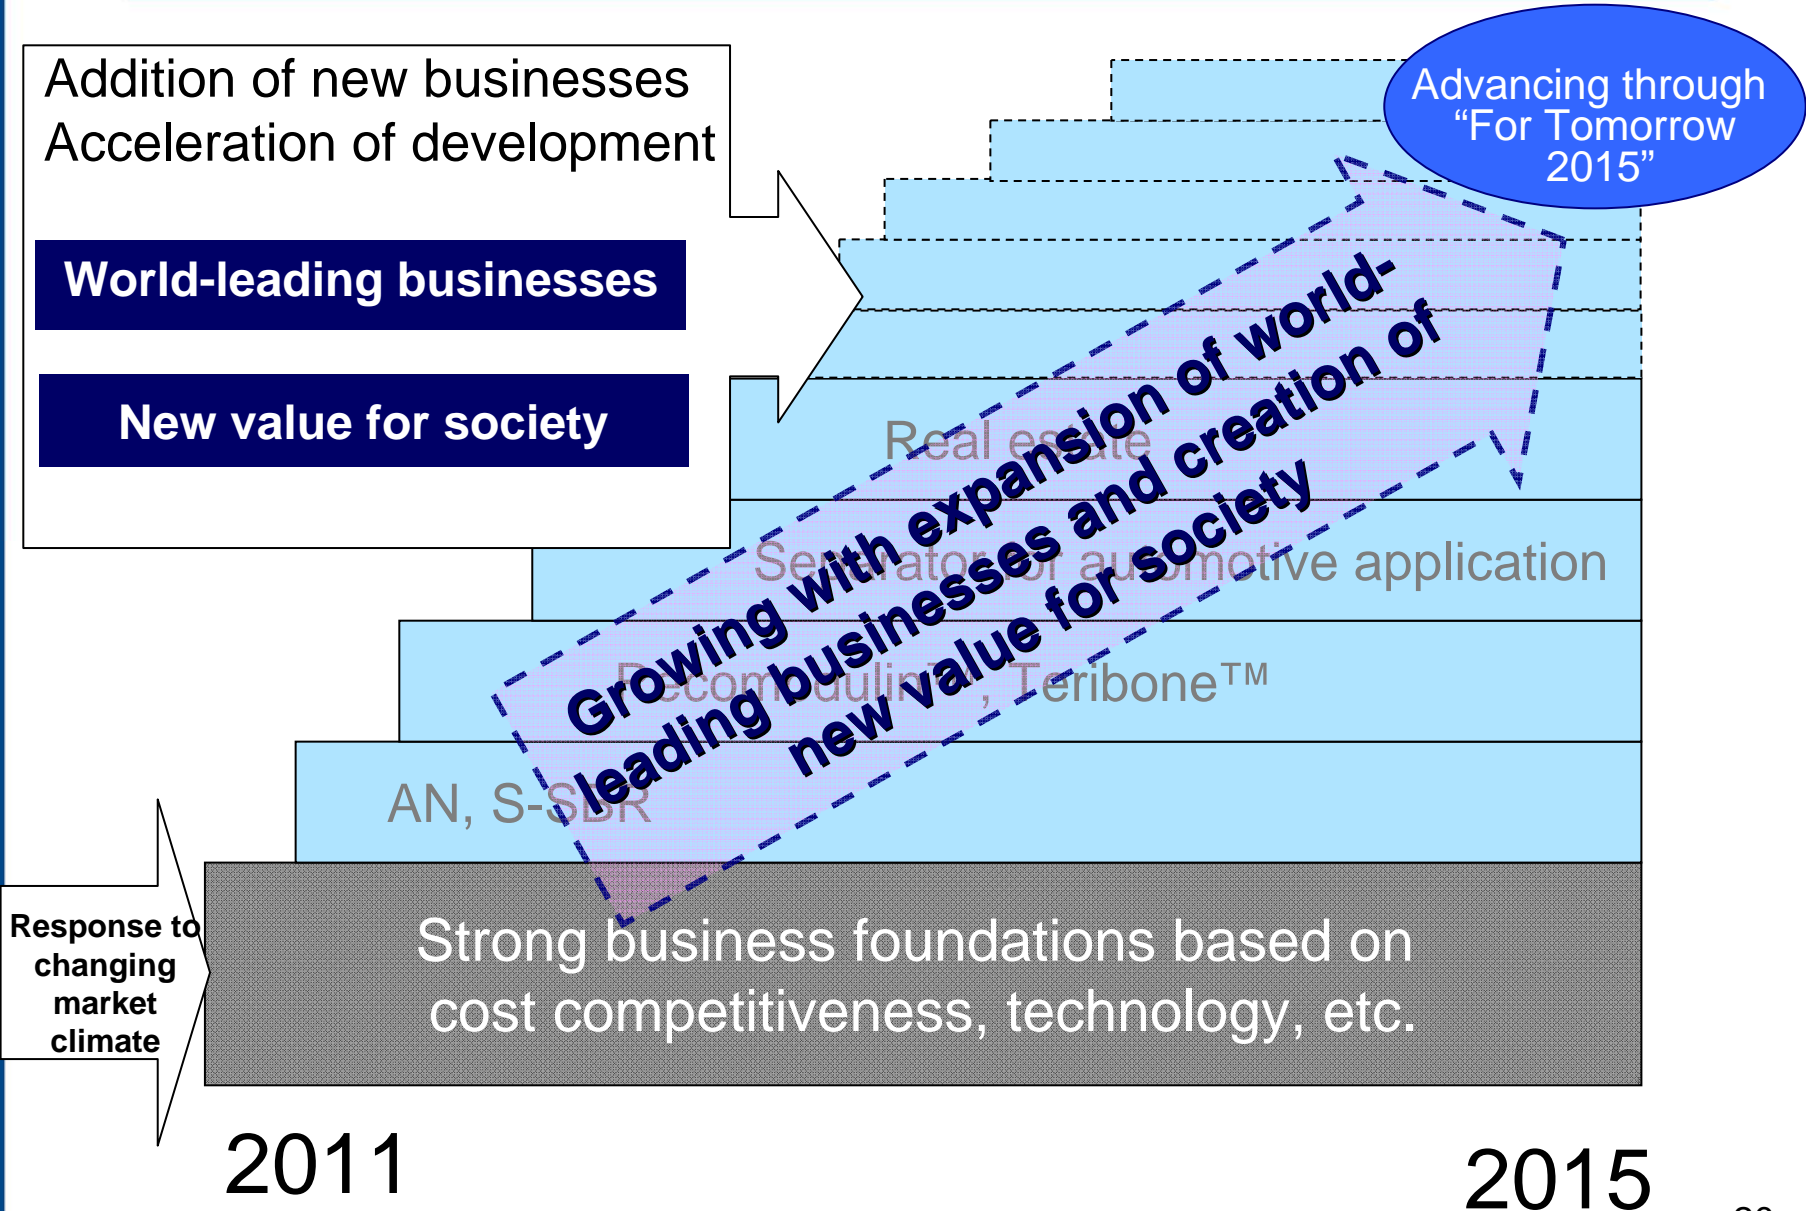 Addition of new businesses
Acceleration of development
World-leading businesses
New value for society
Advancing through
“For Tomorrow
2015”
Growing with expansion of world-
leading businesses and creation of
new value for society
Real estate
Separator for automotive application
Recomodulin™, Teribone™
AN, S-SBR
Response to
changing
market
climate
Strong business foundations based on
cost competitiveness, technology, etc.
2011
2015